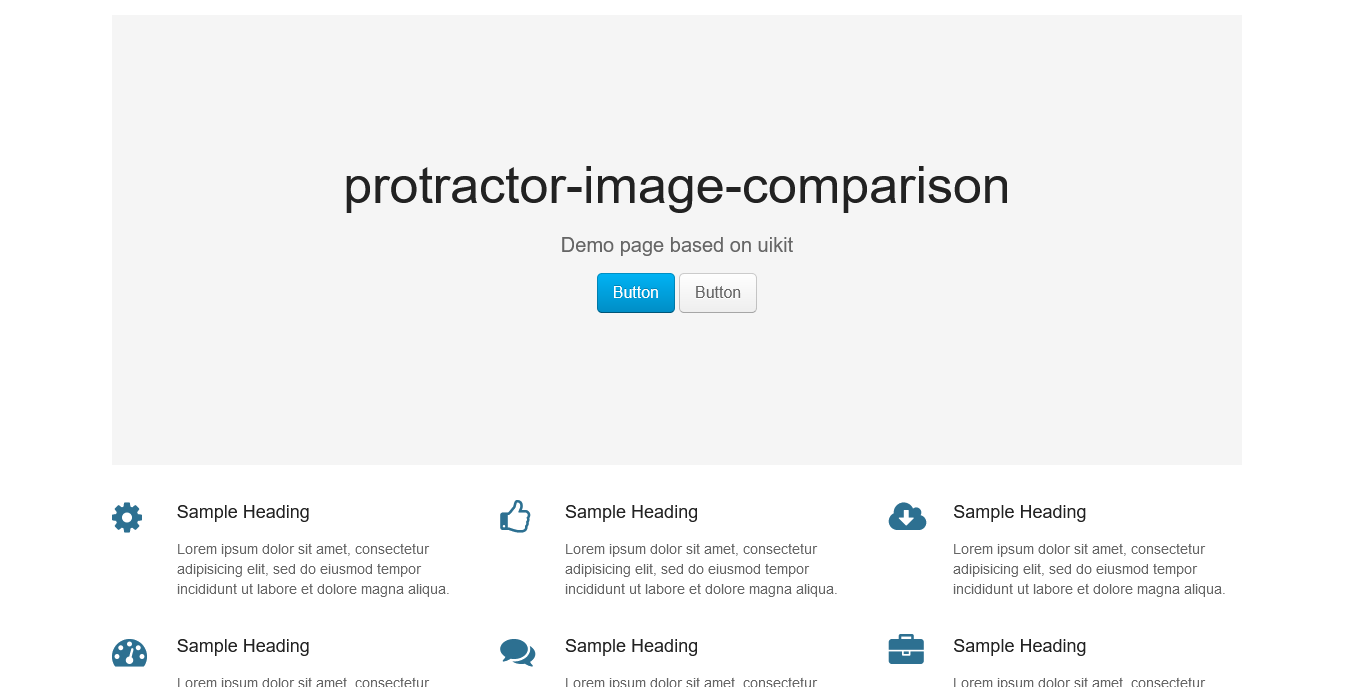 protractor-image-comparison
Demo page based on uikit
Button Button
Sample Heading
Lorem ipsum dolor sit amet, consectetur
adipisicing elit, sed do eiusmod tempor
incididunt ut labore et dolore magna aliqua.
Sample Heading
Lorem ipsum dolor sit amet, consectetur
adipisicing elit, sed do eiusmod tempor
incididunt ut labore et dolore magna aliqua.
Sample Heading
Lorem ipsum dolor sit amet, consectetur
adipisicing elit, sed do eiusmod tempor
incididunt ut labore et dolore magna aliqua.
Sample Heading
Lorem ipsum dolor sit amet, consectetur
Sample Heading
Lorem ipsum dolor sit amet, consectetur
Sample Heading
Lorem ipsum dolor sit amet, consectetur